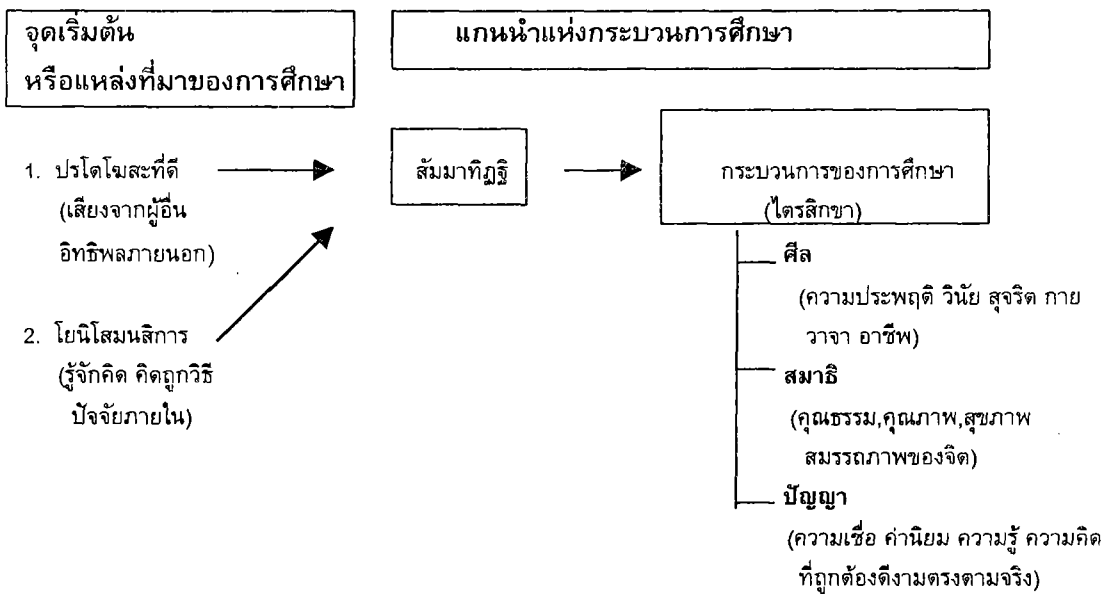 จุดเริ่มต้น
หรือแหล่งที่มาของการศึกษา
แกนนำแห่งกระบวนการศึกษา
1. ปรโตโฆสะที่ดี
(เสียงจากผู้อื่น
อิทธิพลภายนอก)
2. โยนิโสมนสิการ
(รู้จักคิด คิดถูกวิธี
ปัจจัยภายใน)
สัมมาทิฏฐิ
กระบวนการของการศึกษา
(ไตรสิกขา)
ศีล
(ความประพฤติ วินัย สุจริต กาย
วาจา อาชีพ)
สมาธิ
(คุณธรรม,คุณภาพ,สุขภาพ
สมรรถภาพของจิต)
ปัญญา
(ความเชื่อ ค่านิยม ความรู้ ความคิด
ที่ถูกต้องดีงามตรงตามจริง)